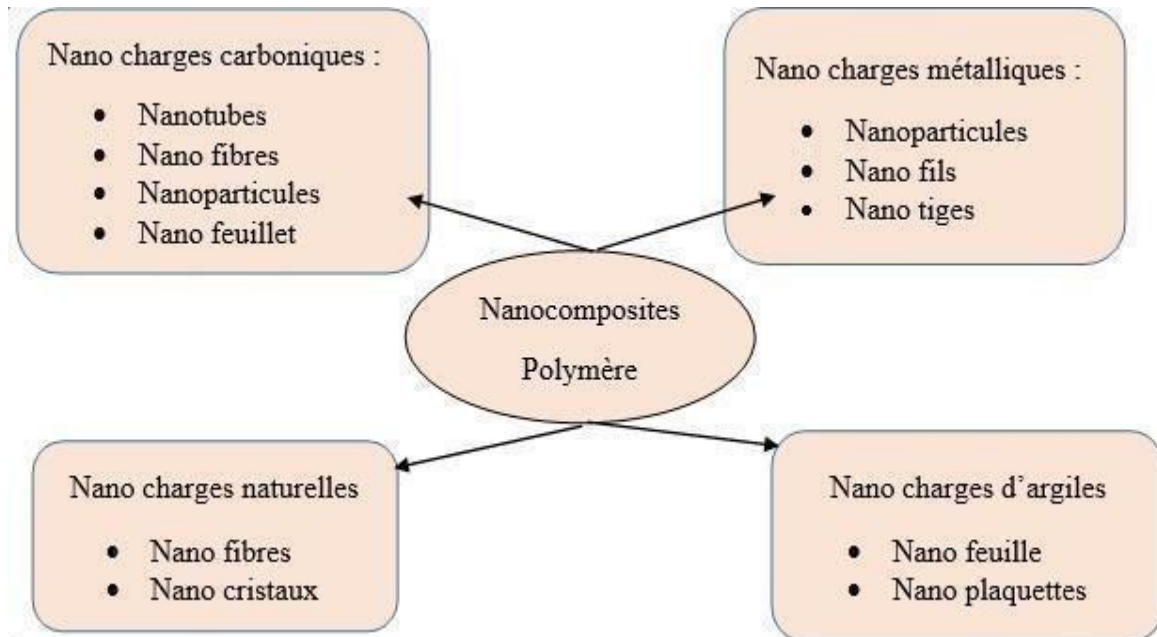 Nano charges carboniques :
• Nanotubes
• Nano fibres
• Nanoparticules
• Nano feuillet
Nano charges métalliques :
• Nanoparticules
• Nano fils
• Nano tiges
Nanocomposites
Polymère
Nano charges naturelles
• Nano fibres
• Nano cristaux
Nano charges d’argiles
• Nano feuille
• Nano plaquettes